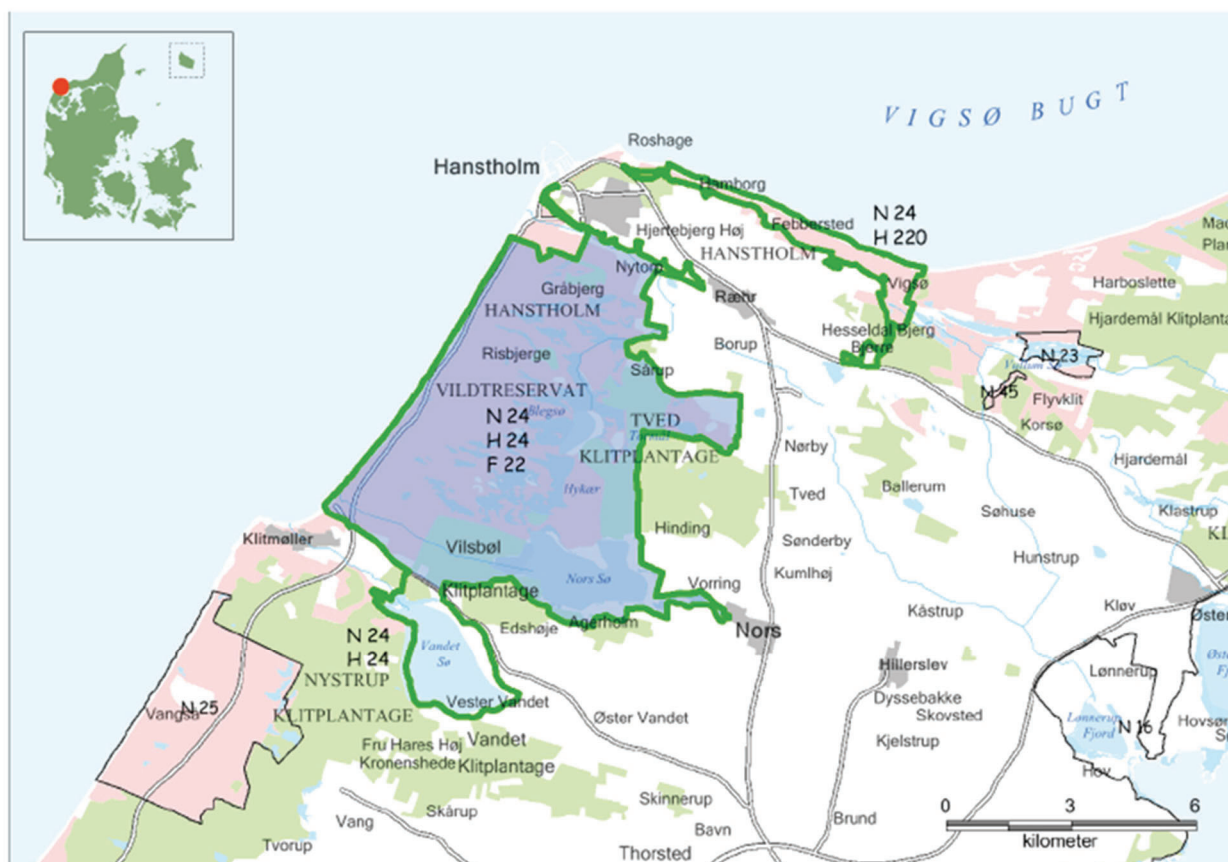 VIGSØ BUGT
Roshage
Hanstholm
Hamborg
Febbersted
N 24
H 220
Hjertebjerg Høj
HANSTHOLM
Nytorp
Vigsø
Harboslette
Gråbjerg
HANSTHOLM
Ræhr
Hesseldal Bjerg
Bjerre
Hjardemål Klitplanta
Risbjerge
Borup
N 23
Sårup
N 45
Flyvklit
Korsø
VILDTRESERVAT
Blegsø
N 24
H 24
F 22
TVED
KLITPLANTAGE
Nørby
Hjardemål
Hykær
Tved
Ballerum
Søhuse
Klastrup
KL
Klitmøller
Vilsbøl
Klitplantage
Hinding
Sønderby
Hunstrup
Nors Sø
Vorring
Kumlhøj
Kåstrup
Kløv
Edshøje
Agerholm
Nors
N 24
H 24
Vandet
Sø
NYSTRUP
KLITPLANTAGE
Vester Vandet
Hillerslev
Lønnerup
Dyssebakke
Skovsted
Vangså
N 25
Øster Vandet
Lønnerup
Fjord
N 16
Fru Hares Høj
Kronenshede
Vandet
Klitplantage
Kjelstrup
Hov
Skårup
Skinnerup
0 3 6
kilometer
Vang
Bavn
Brund
Tvorup
Thorsted